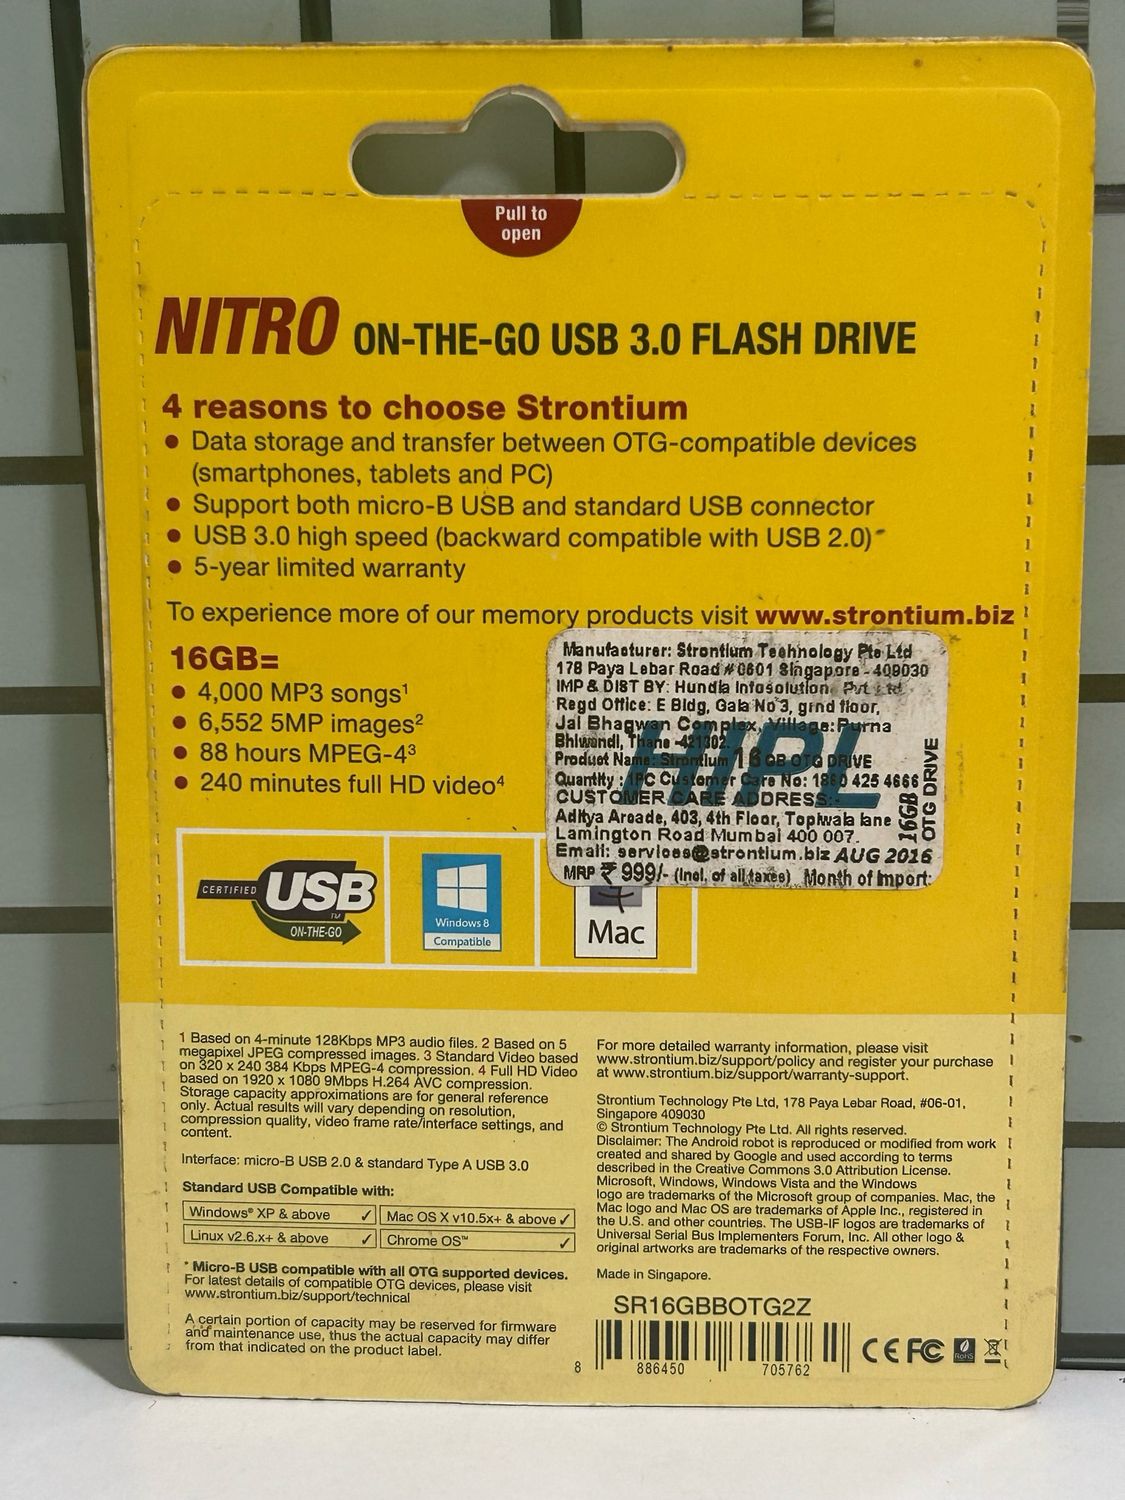 Pull to
open
NITRO ON-THE-GO USB 3.0 FLASH DRIVE
4 reasons to choose Strontium
• Data storage and transfer between OTG-compatible devices
(smartphones, tablets and PC)
• Support both micro-B USB and standard USB connector
• USB 3.0 high speed (backward compatible with USB 2.0)*
• 5-year limited warranty
To experience more of our memory products visit www.strontium.biz
16GB=
• 4,000 MP3 songs¹
• 6,552 5MP images²
• 88 hours MPEG-4³
• 240 minutes full HD video⁴
Manufacturer: Strontium Technology Pte Ltd
178 Paya Lebar Road # 0601 Singapore - 409030
IMP & DIST BY: Hundia Infosolution Pvt Ltd
Regd Office: E Bldg, Gala No 3, grnd floor,
Jai Bhagwan Complex, Village:Purna
Bhiwandi, Thane -421302.
Product Name: Strontium 16 GB OTG DRIVE
Quantity : 1PC Customer Care No: 1860 425 4666
CUSTOMER CARE ADDRESS:-
Aditya Arcade, 403, 4th Floor, Topiwala lane
Lamington Road Mumbai 400 007.
Email: services@strontium.biz AUG 2016
MRP ₹ 999/- (Incl. of all taxes) Month of Import:
HIPL
16GB
OTG DRIVE
CERTIFIED USB™
ON-THE-GO
Windows 8
Compatible
Mac
1 Based on 4-minute 128Kbps MP3 audio files. 2 Based on 5
megapixel JPEG compressed images. 3 Standard Video based
on 320 x 240 384 Kbps MPEG-4 compression. 4 Full HD Video
based on 1920 x 1080 9Mbps H.264 AVC compression.
Storage capacity approximations are for general reference
only. Actual results will vary depending on resolution,
compression quality, video frame rate/interface settings, and
content.
Interface: micro-B USB 2.0 & standard Type A USB 3.0
Standard USB Compatible with:
Windows® XP & above ✓ Mac OS X v10.5x+ & above ✓
Linux v2.6.x+ & above ✓ Chrome OS™ ✓
* Micro-B USB compatible with all OTG supported devices.
For latest details of compatible OTG devices, please visit
www.strontium.biz/support/technical
A certain portion of capacity may be reserved for firmware
and maintenance use, thus the actual capacity may differ
from that indicated on the product label.
For more detailed warranty information, please visit
www.strontium.biz/support/policy and register your purchase
at www.strontium.biz/support/warranty-support.
Strontium Technology Pte Ltd, 178 Paya Lebar Road, #06-01,
Singapore 409030
© Strontium Technology Pte Ltd. All rights reserved.
Disclaimer: The Android robot is reproduced or modified from work
created and shared by Google and used according to terms
described in the Creative Commons 3.0 Attribution License.
Microsoft, Windows, Windows Vista and the Windows
logo are trademarks of the Microsoft group of companies. Mac, the
Mac logo and Mac OS are trademarks of Apple Inc., registered in
the U.S. and other countries. The USB-IF logos are trademarks of
Universal Serial Bus Implementers Forum, Inc. All other logo &
original artworks are trademarks of the respective owners.
Made in Singapore.
SR16GBBOTG2Z
8 886450 705762
CE FC RoHS